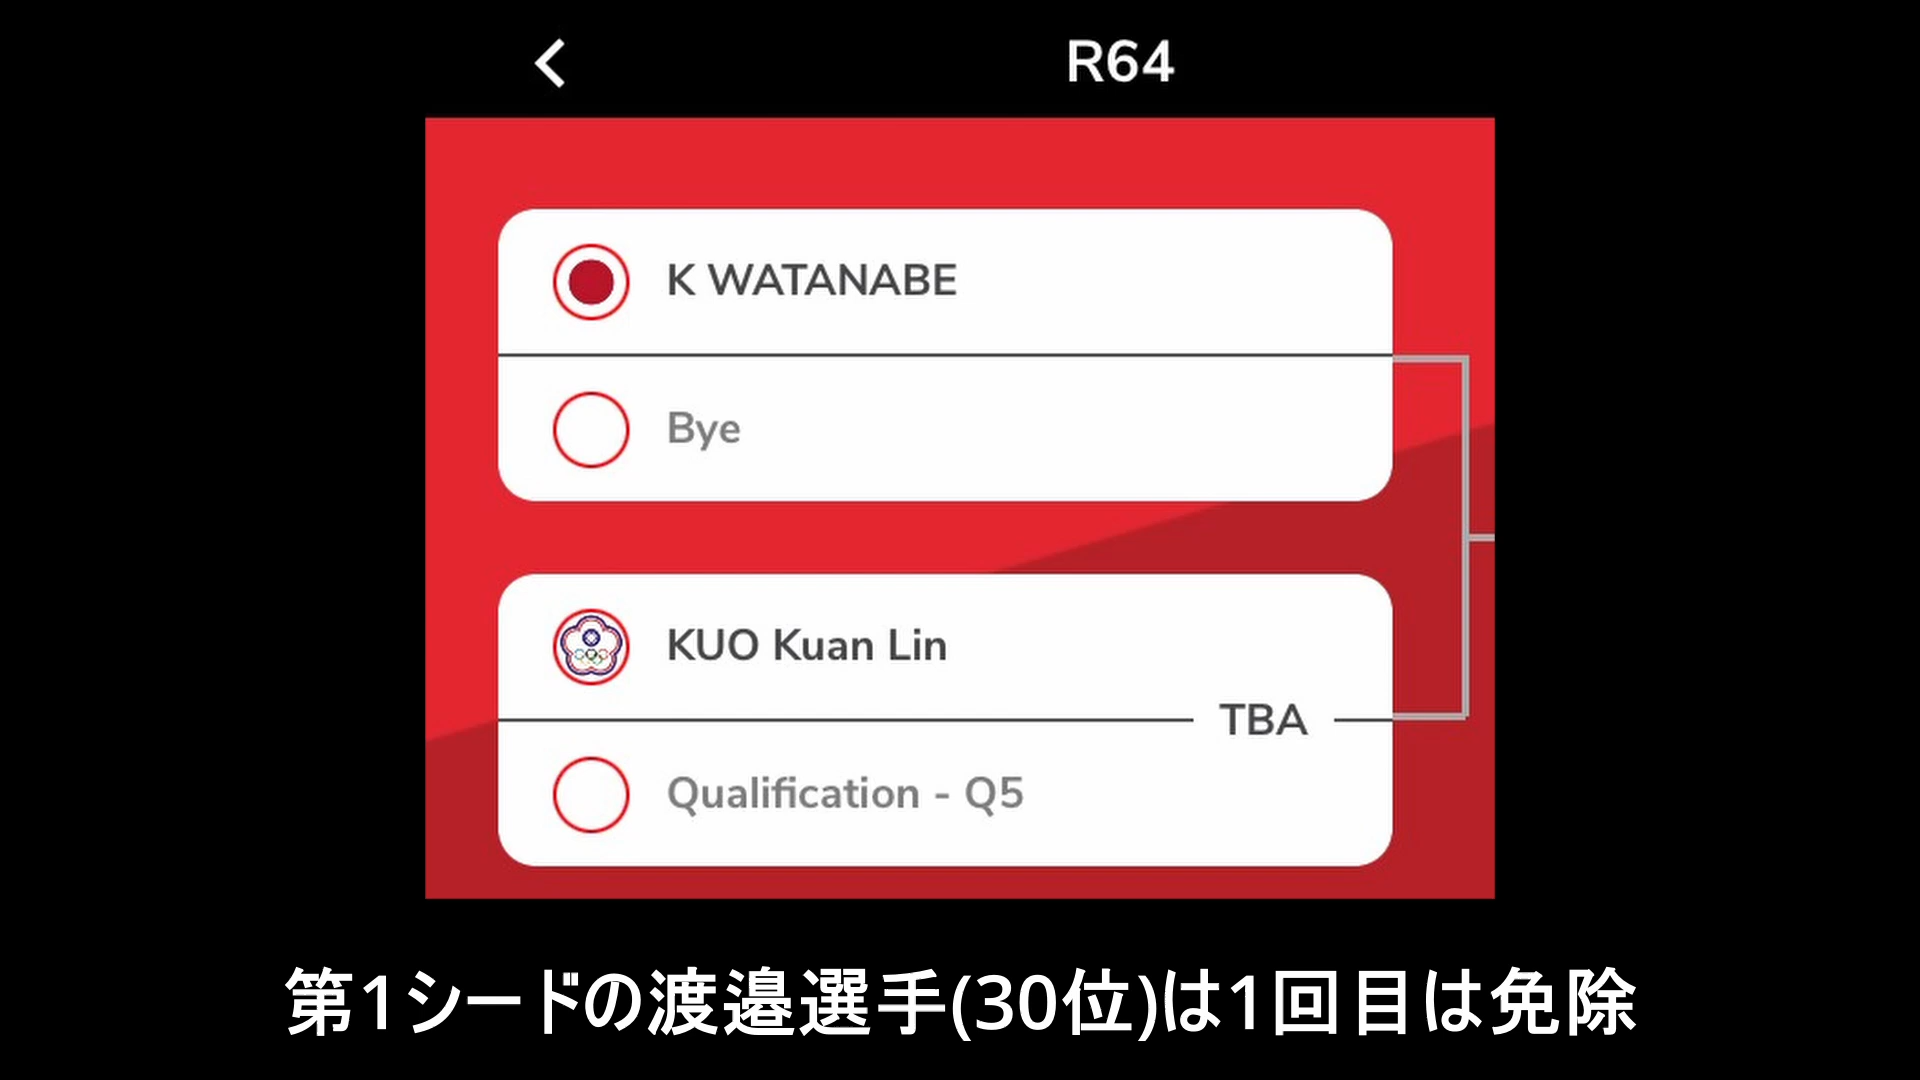 R64
K WATANABE
Bye
KUO Kuan Lin
TBA
Qualification - Q5
第1シードの渡邉選手(30位)は1回目は免除